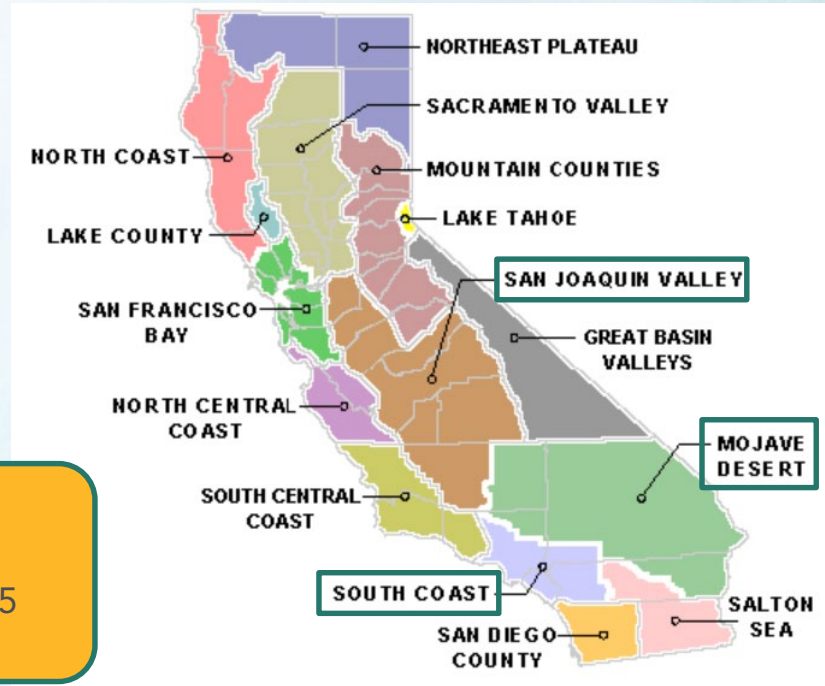 NORTHEAST PLATEAU
SACRAMENTO VALLEY
NORTH COAST
MOUNTAIN COUNTIES
LAKE TAHOE
LAKE COUNTY
SAN JOAQUIN VALLEY
SAN FRANCISCO
BAY
GREAT BASIN
VALLEYS
NORTH CENTRAL
COAST
MOJAVE
DESERT
SOUTH CENTRAL
COAST
5
SOUTH COAST
SALTON
SEA
SAN DIEGO
COUNTY